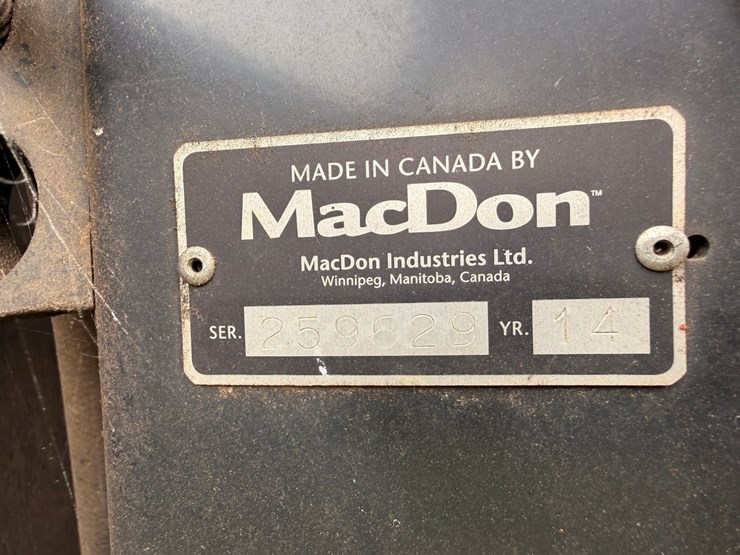 MADE IN CANADA BY
MacDon™
MacDon Industries Ltd.
Winnipeg, Manitoba, Canada
SER. 259629 YR. 14